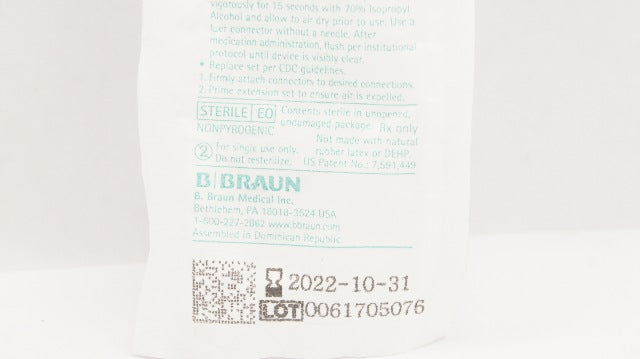 vigorously for 15 seconds with 70% Isopropyl
Alcohol and allow to air dry prior to use. Use a
luer connector without a needle. After
medication administration, flush per institutional
protocol until device is visibly clear.
• Replace set per CDC guidelines.
1. Firmly attach connectors to desired connections.
2. Prime extension set to ensure air is expelled.
STERILE EO Contents sterile in unopened,
undamaged package. Rx only
NONPYROGENIC Not made with natural
rubber latex or DEHP.
2 For single use only.
Do not resterilize. US Patent No.: 7,591,449
B|BRAUN
B. Braun Medical Inc.
Bethlehem, PA 18018-3524 USA
1-800-227-2862 www.bbraun.com
Assembled in Dominican Republic
2022-10-31
LOT 0061705076